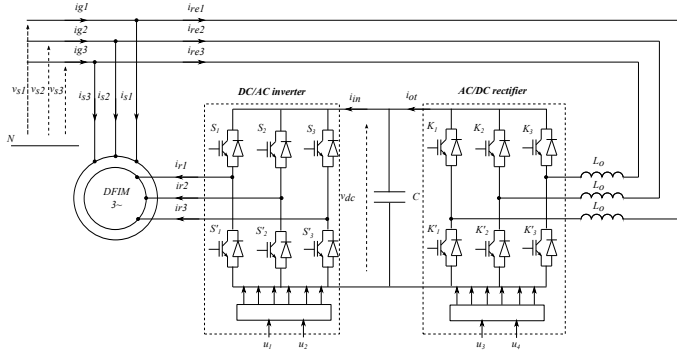 ig1
ire1
ig2
ire2
ig3
ire3
vs1 vs2 vs3
is3
is2
is1
DC/AC inverter
iin
iot
AC/DC rectifier
N
S1
S2
S3
K1
K2
K3
DFIM
3~
ir1
ir2
ir3
vdc
C
Lo
Lo
Lo
S'1
S'2
S'3
K'1
K'2
K'3
u1
u2
u3
u4